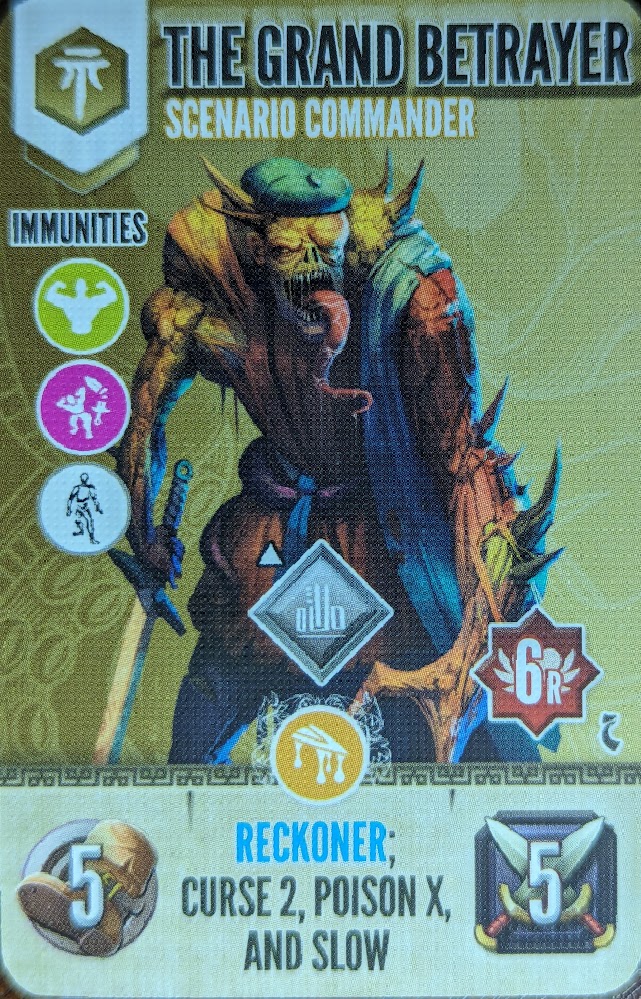 THE GRAND BETRAYER
SCENARIO COMMANDER
IMMUNITIES
6R
5
RECKONER;
CURSE 2, POISON X,
AND SLOW
5